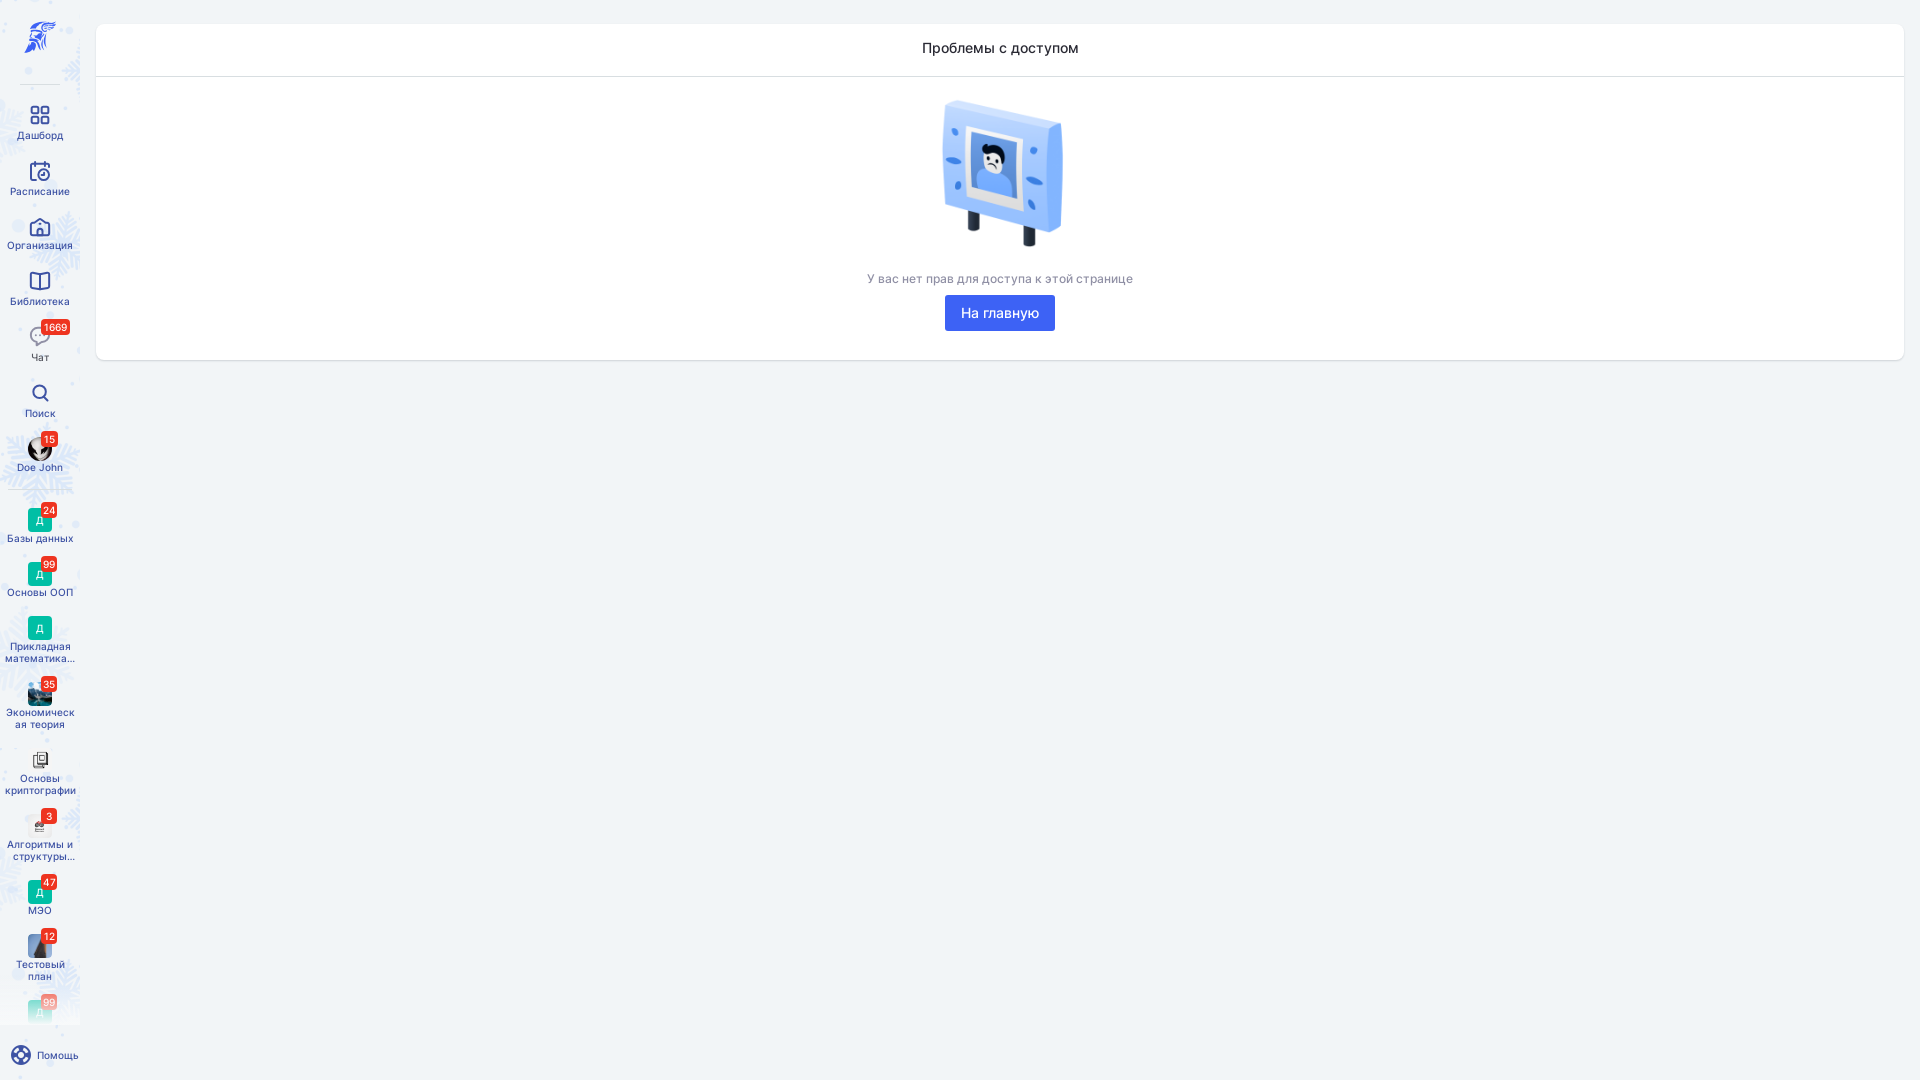 Проблемы с доступом
У вас нет прав для доступа к этой странице
На главную
Дашборд
Расписание
Организация
Библиотека
1669
Чат
Поиск
15
Doe John
24
Д
Базы данных
99
Д
Основы ООП
Д
Прикладная
математика...
35
Экономическ
ая теория
Основы
криптографии
3
Алгоритмы и
структуры...
47
Д
МЭО
12
Тестовый
план
99
Д
Помощь